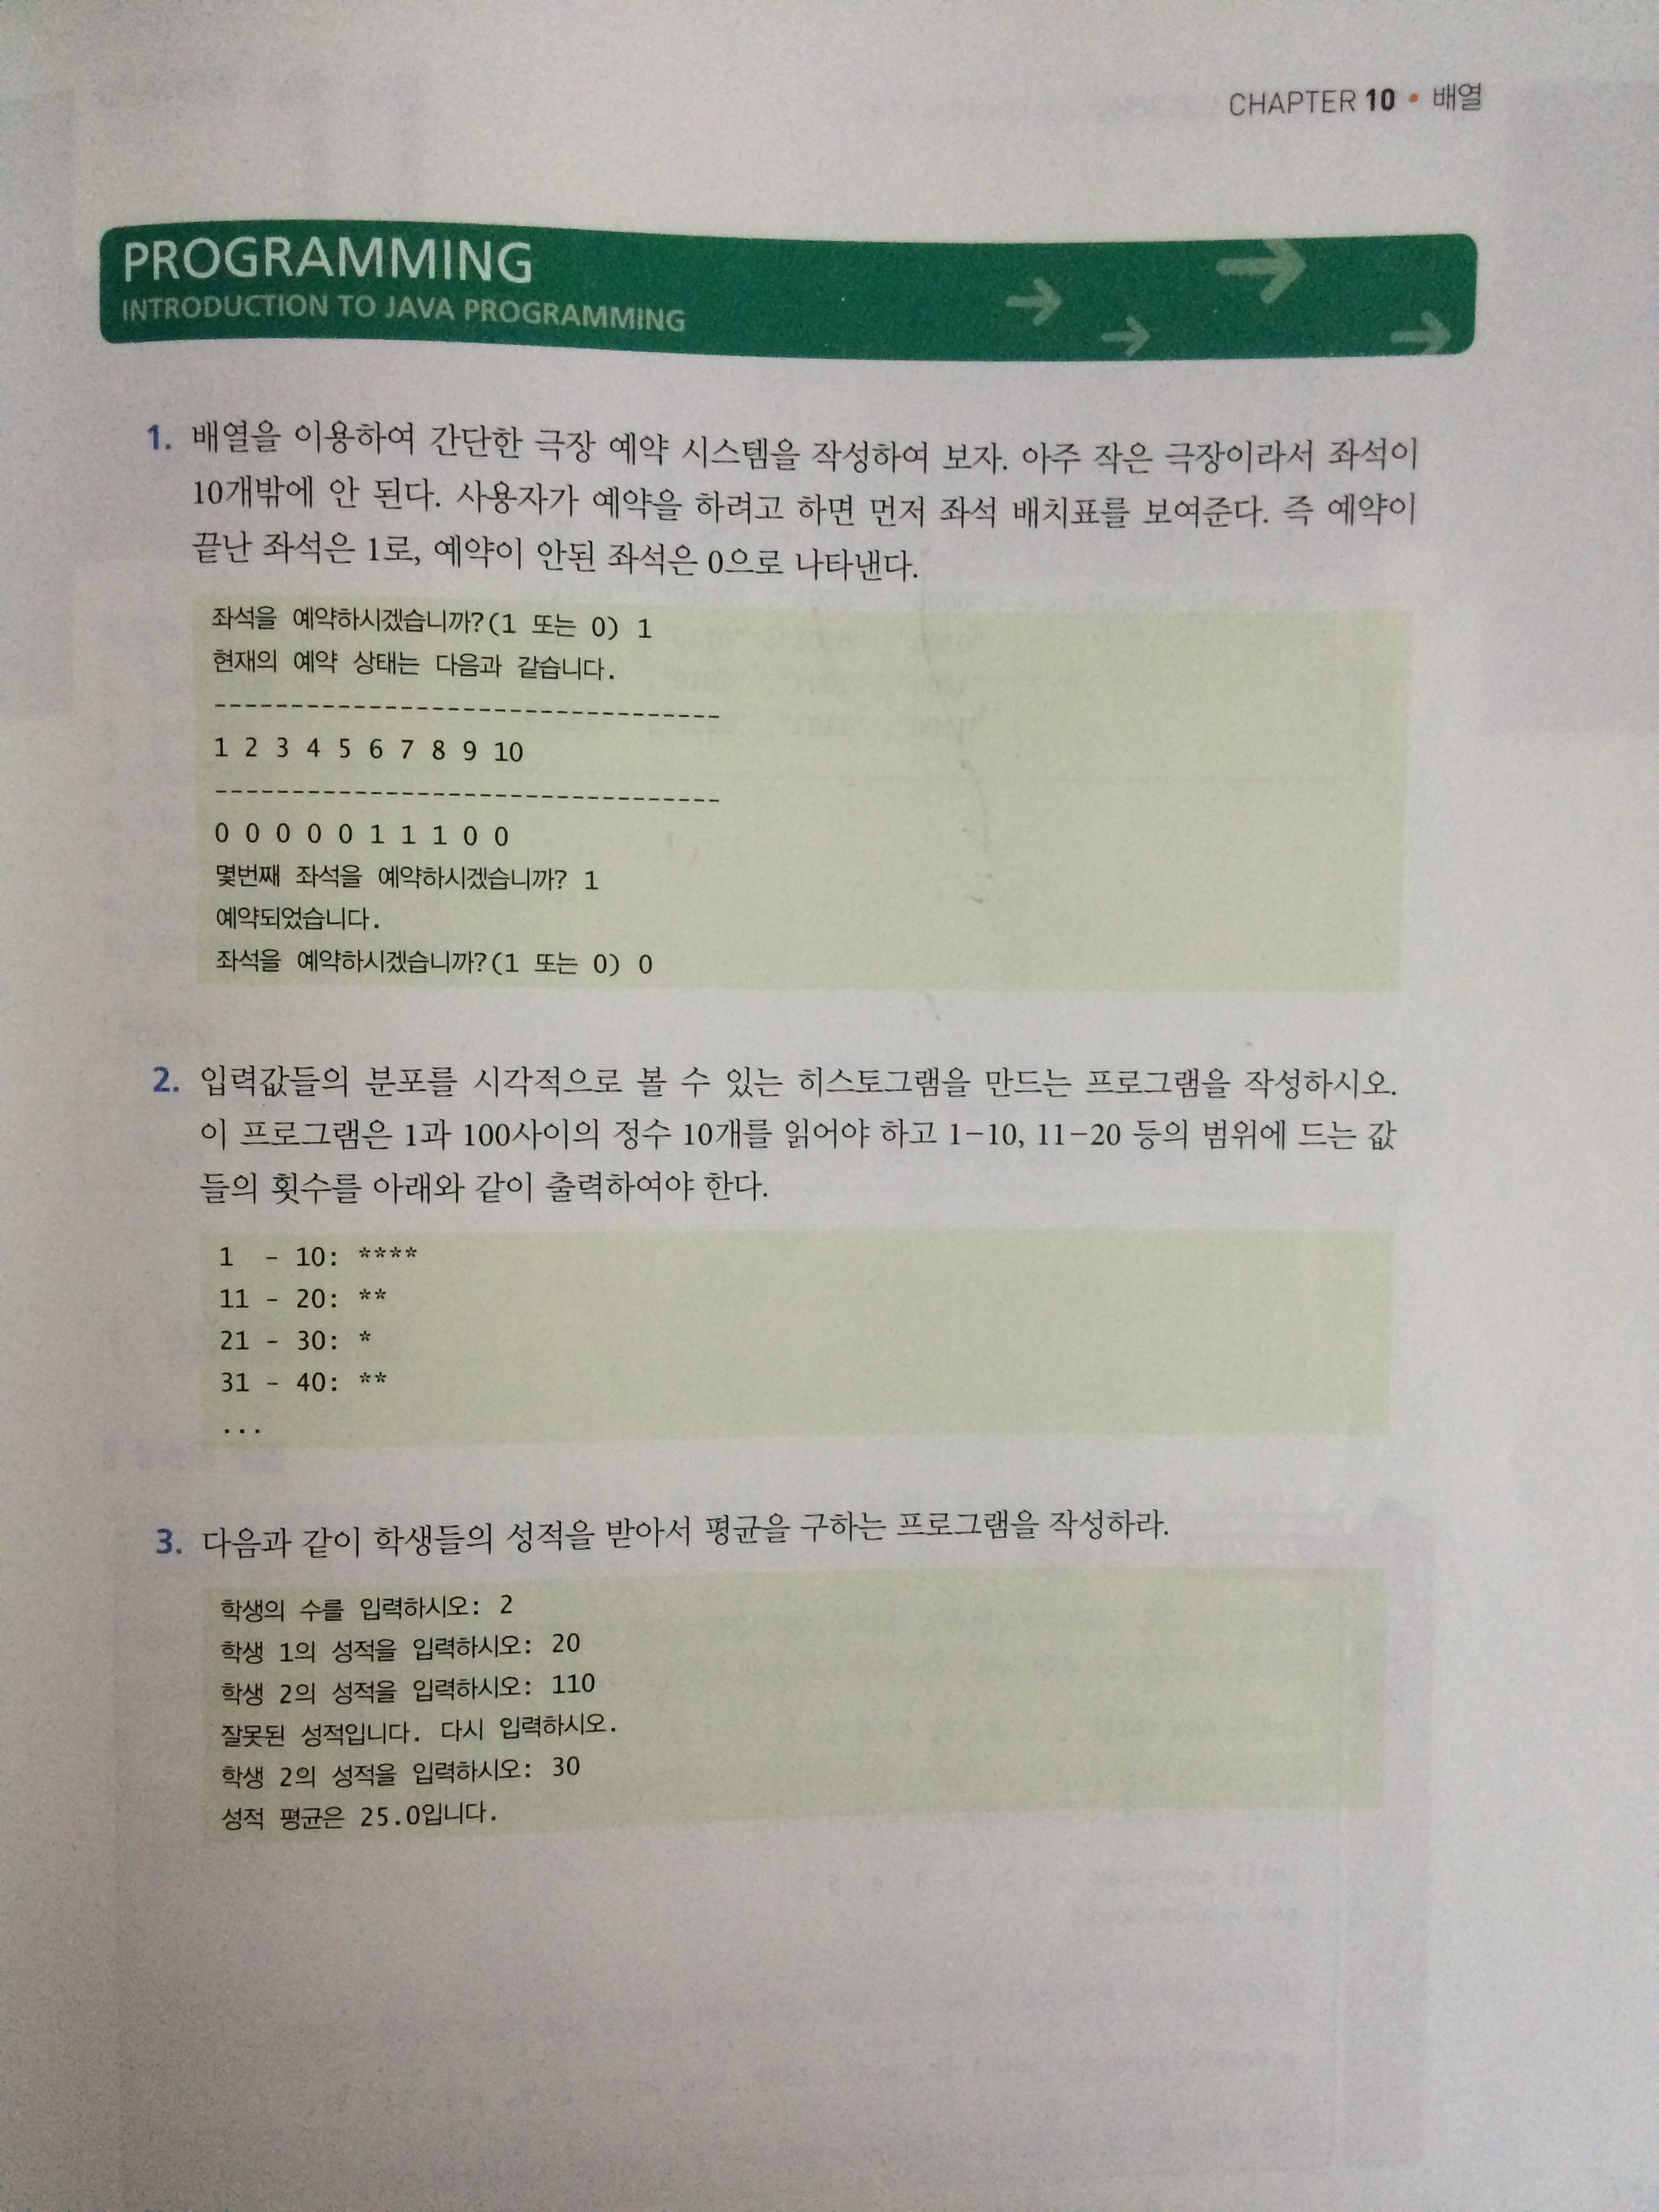 CHAPTER 10 • 배열
PROGRAMMING
INTRODUCTION TO JAVA PROGRAMMING
1. 배열을 이용하여 간단한 극장 예약 시스템을 작성하여 보자. 아주 작은 극장이라서 좌석이
10개밖에 안 된다. 사용자가 예약을 하려고 하면 먼저 좌석 배치표를 보여준다. 즉 예약이
끝난 좌석은 1로, 예약이 안된 좌석은 0으로 나타낸다.
좌석을 예약하시겠습니까?(1 또는 0) 1
현재의 예약 상태는 다음과 같습니다.
---------------------------------
1 2 3 4 5 6 7 8 9 10
---------------------------------
0 0 0 0 0 1 1 1 0 0
몇번째 좌석을 예약하시겠습니까? 1
예약되었습니다.
좌석을 예약하시겠습니까?(1 또는 0) 0
2. 입력값들의 분포를 시각적으로 볼 수 있는 히스토그램을 만드는 프로그램을 작성하시오.
이 프로그램은 1과 100사이의 정수 10개를 읽어야 하고 1-10, 11-20 등의 범위에 드는 값
들의 횟수를 아래와 같이 출력하여야 한다.
1  - 10: ****
11 - 20: **
21 - 30: *
31 - 40: **
...
3. 다음과 같이 학생들의 성적을 받아서 평균을 구하는 프로그램을 작성하라.
학생의 수를 입력하시오: 2
학생 1의 성적을 입력하시오: 20
학생 2의 성적을 입력하시오: 110
잘못된 성적입니다. 다시 입력하시오.
학생 2의 성적을 입력하시오: 30
성적 평균은 25.0입니다.